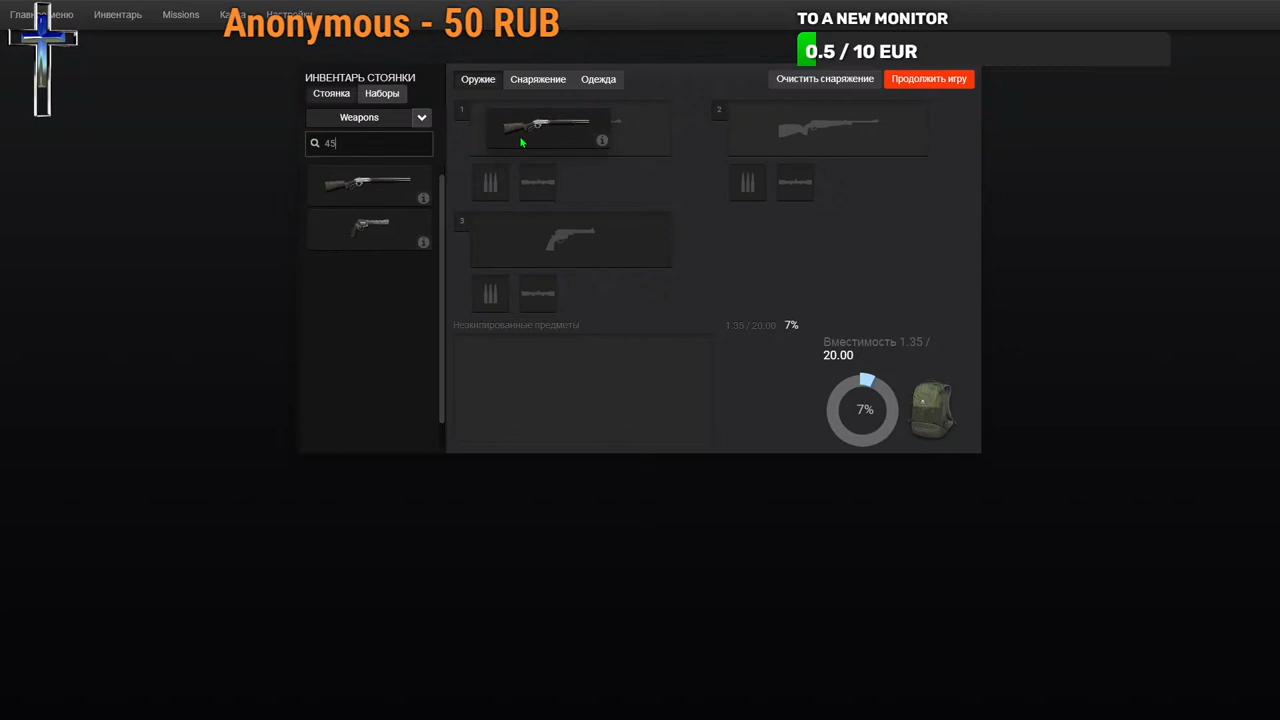 Главное меню
Инвентарь
Missions
Карта
Настройки
Anonymous - 50 RUB
TO A NEW MONITOR
0.5 / 10 EUR
ИНВЕНТАРЬ СТОЯНКИ
Стоянка
Наборы
Weapons
45
Оружие
Снаряжение
Одежда
Очистить снаряжение
Продолжить игру
1
2
3
Неэкипированные предметы
1.35 / 20.00
7%
Вместимость 1.35 /
20.00
7%